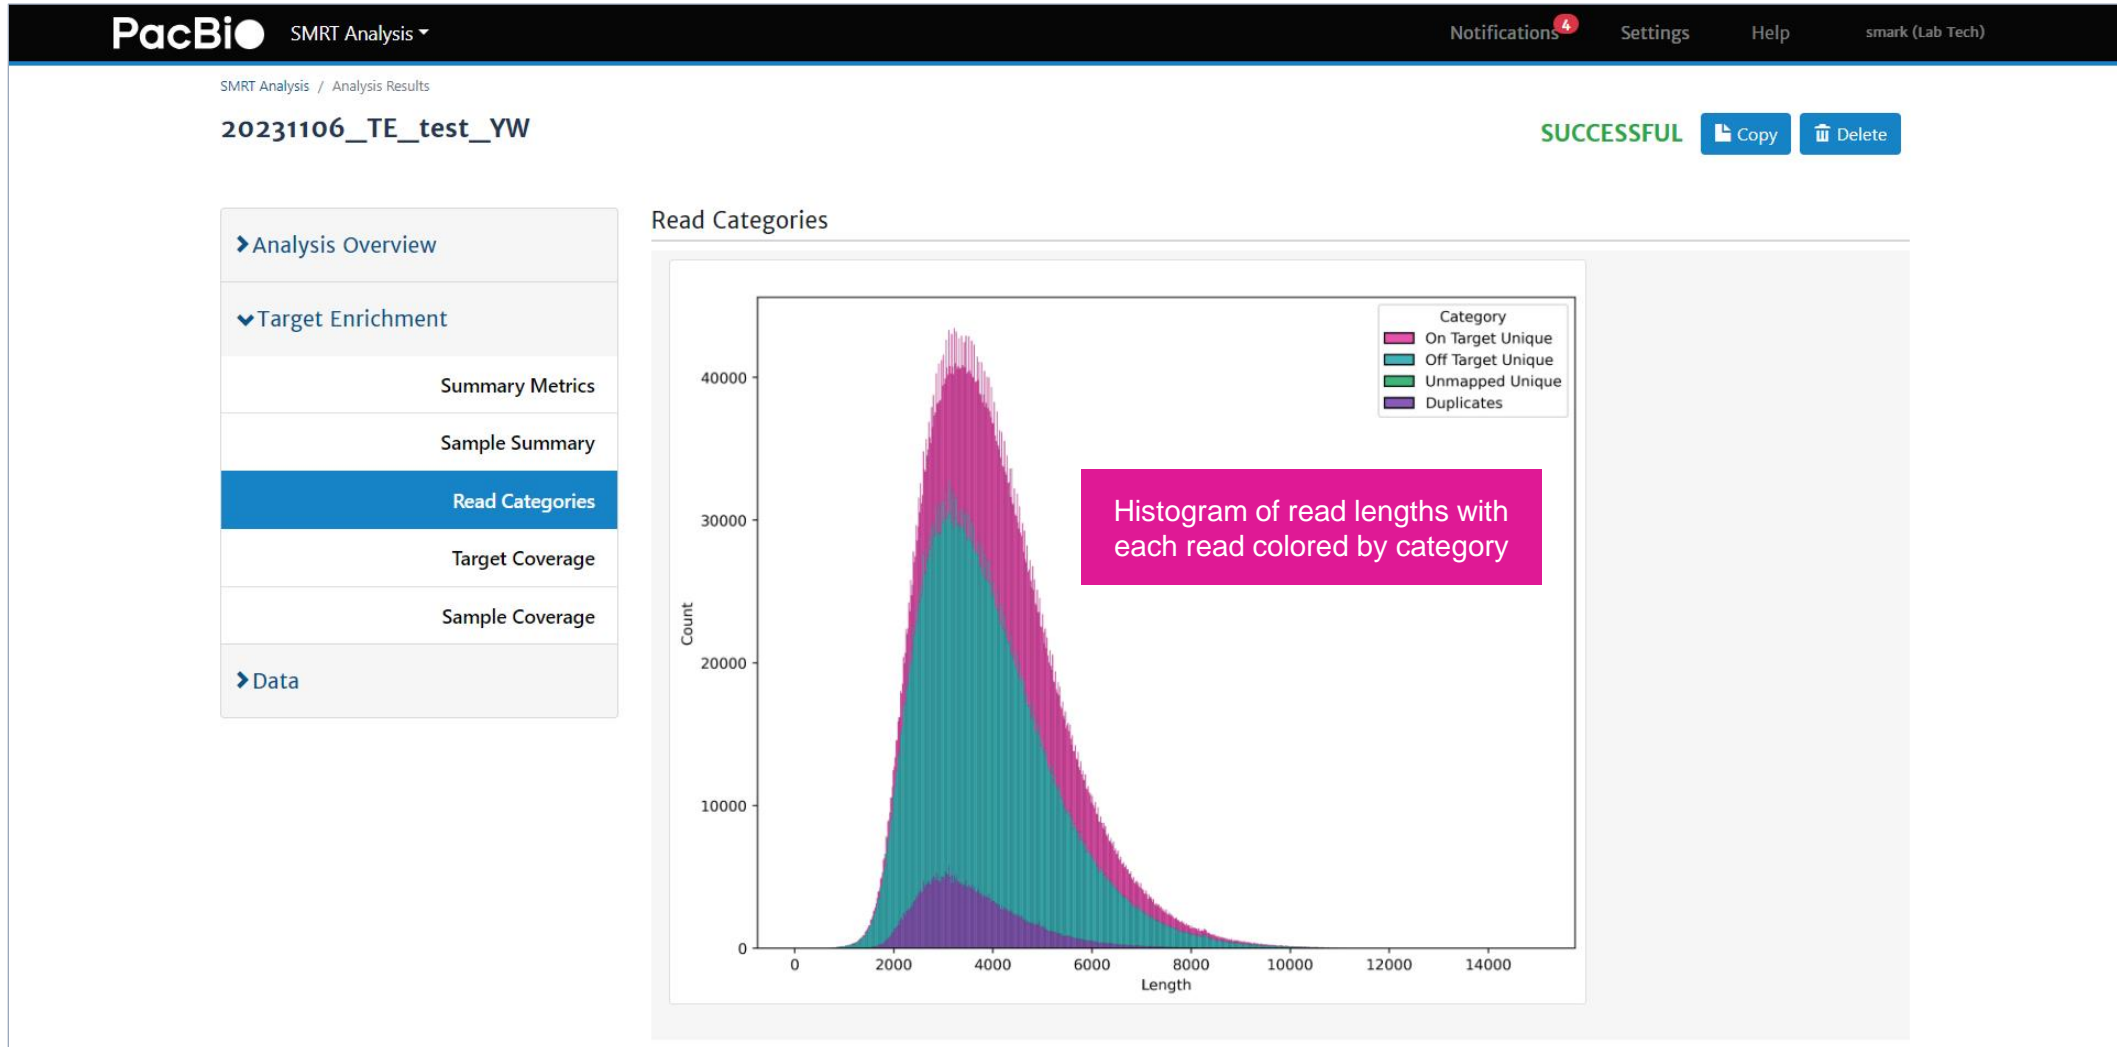 PacBio
SMRT Analysis
Notifications 4
Settings
Help
smark (Lab Tech)
SMRT Analysis / Analysis Results
20231106_TE_test_YW
SUCCESSFUL
Copy
Delete
Analysis Overview
Target Enrichment
Summary Metrics
Sample Summary
Read Categories
Target Coverage
Sample Coverage
Data
Read Categories
Category
On Target Unique
Off Target Unique
Unmapped Unique
Duplicates
Histogram of read lengths with
each read colored by category
Count
40000
30000
20000
10000
0
0 2000 4000 6000 8000 10000 12000 14000
Length